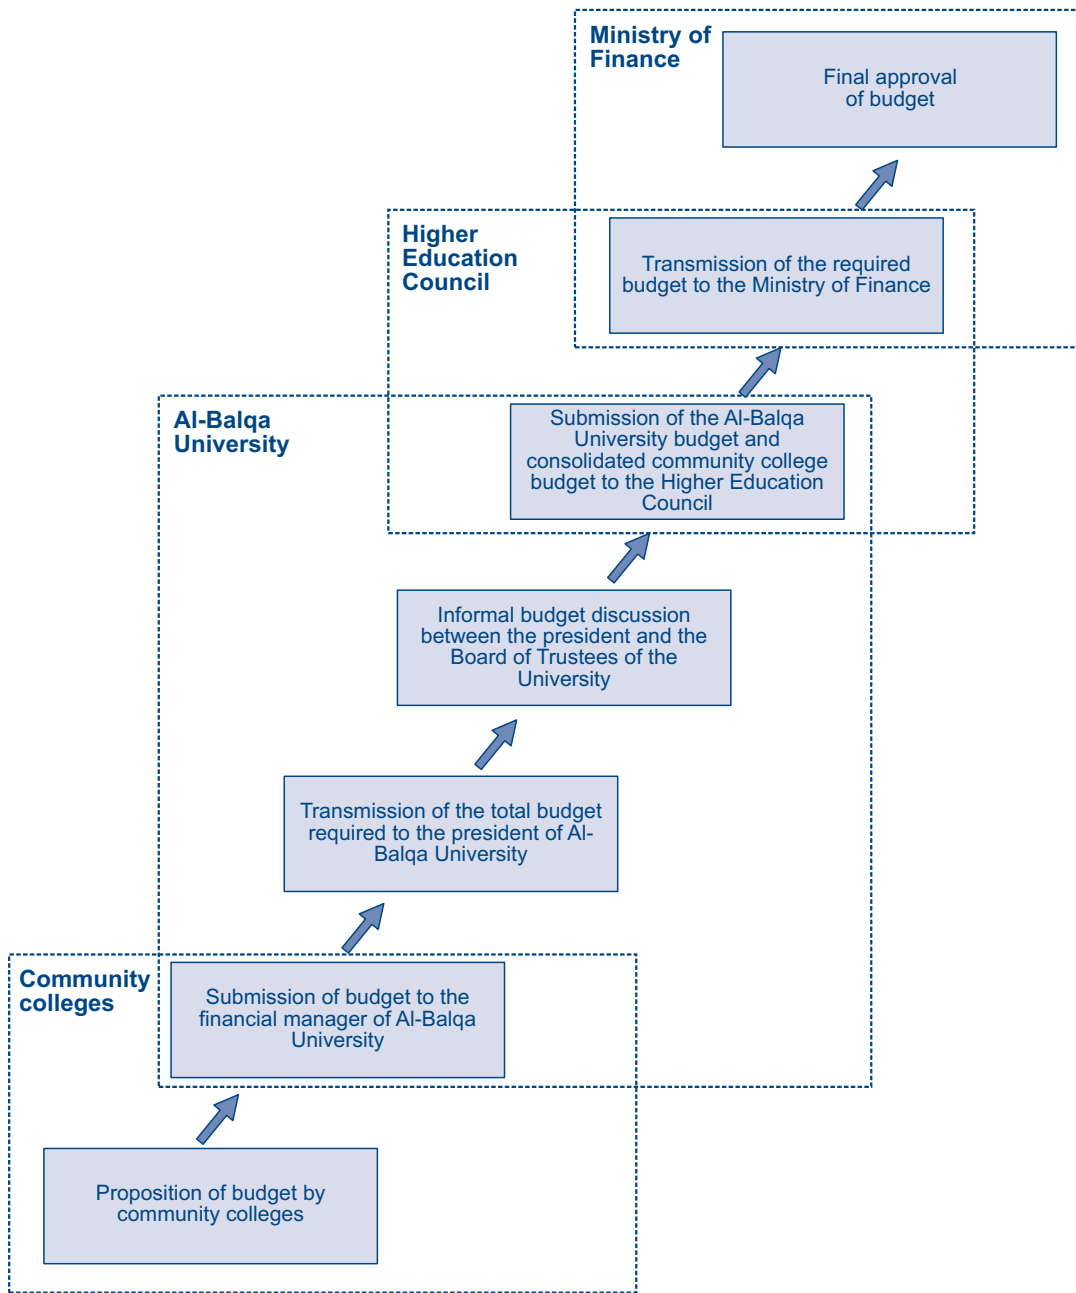 Ministry of
Finance
Final approval
of budget
Higher
Education
Council
Transmission of the required
budget to the Ministry of Finance
Al-Balqa
University
Submission of the Al-Balqa
University budget and
consolidated community college
budget to the Higher Education
Council
Informal budget discussion
between the president and the
Board of Trustees of the
University
Transmission of the total budget
required to the president of Al-
Balqa University
Community
colleges
Submission of budget to the
financial manager of Al-Balqa
University
Proposition of budget by
community colleges